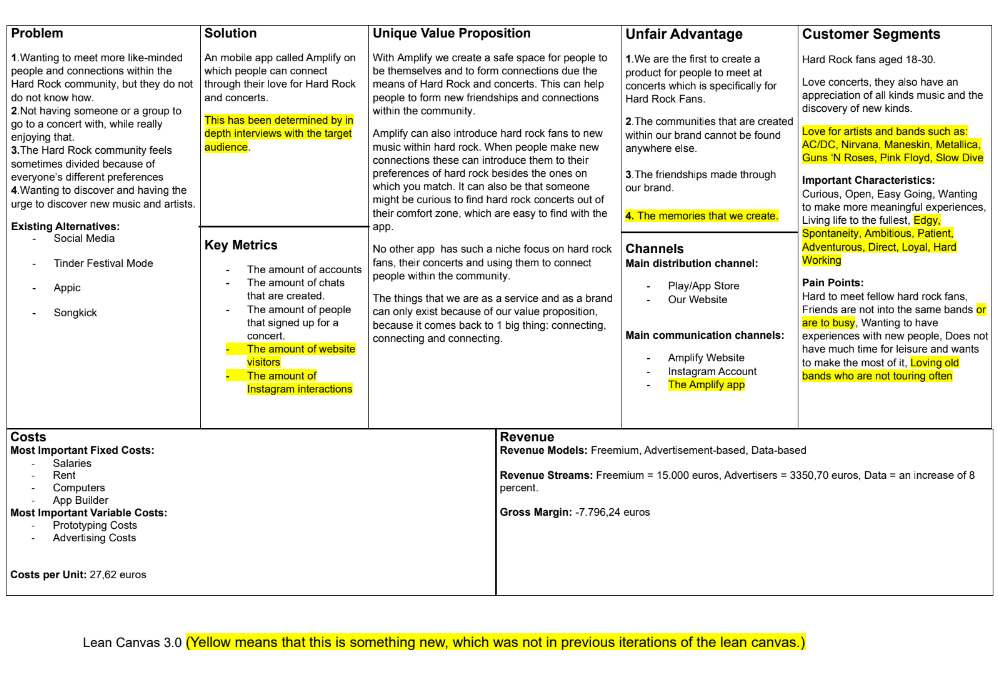 Problem
1.Wanting to meet more like-minded
people and connections within the
Hard Rock community, but they do not
do not know how.
2.Not having someone or a group to
go to a concert with, while really
enjoying that.
3.The Hard Rock community feels
sometimes divided because of
everyone's different preferences
4.Wanting to discover and having the
urge to discover new music and artists.
Existing Alternatives:
- Social Media
- Tinder Festival Mode
- Appic
- Songkick
Solution
An mobile app called Amplify on
which people can connect
through their love for Hard Rock
and concerts.
This has been determined by in
depth interviews with the target
audience.
Key Metrics
- The amount of accounts
- The amount of chats
that are created.
- The amount of people
that signed up for a
concert.
- The amount of website
visitors
- The amount of
Instagram interactions
Unique Value Proposition
With Amplify we create a safe space for people to
be themselves and to form connections due the
means of Hard Rock and concerts. This can help
people to form new friendships and connections
within the community.
Amplify can also introduce hard rock fans to new
music within hard rock. When people make new
connections these can introduce them to their
preferences of hard rock besides the ones on
which you match. It can also be that someone
might be curious to find hard rock concerts out of
their comfort zone, which are easy to find with the
app.
No other app has such a niche focus on hard rock
fans, their concerts and using them to connect
people within the community.
The things that we are as a service and as a brand
can only exist because of our value proposition,
because it comes back to 1 big thing: connecting,
connecting and connecting.
Unfair Advantage
1.We are the first to create a
product for people to meet at
concerts which is specifically for
Hard Rock Fans.
2.The communities that are created
within our brand cannot be found
anywhere else.
3.The friendships made through
our brand.
4. The memories that we create.
Channels
Main distribution channel:
- Play/App Store
- Our Website
Main communication channels:
- Amplify Website
- Instagram Account
- The Amplify app
Customer Segments
Hard Rock fans aged 18-30.
Love concerts, they also have an
appreciation of all kinds music and the
discovery of new kinds.
Love for artists and bands such as:
AC/DC, Nirvana, Maneskin, Metallica,
Guns 'N Roses, Pink Floyd, Slow Dive
Important Characteristics:
Curious, Open, Easy Going, Wanting
to make more meaningful experiences,
Living life to the fullest, Edgy,
Spontaneity, Ambitious, Patient,
Adventurous, Direct, Loyal, Hard
Working
Pain Points:
Hard to meet fellow hard rock fans,
Friends are not into the same bands or
are to busy, Wanting to have
experiences with new people, Does not
have much time for leisure and wants
to make the most of it, Loving old
bands who are not touring often
Costs
Most Important Fixed Costs:
- Salaries
- Rent
- Computers
- App Builder
Most Important Variable Costs:
- Prototyping Costs
- Advertising Costs
Costs per Unit: 27,62 euros
Revenue
Revenue Models: Freemium, Advertisement-based, Data-based
Revenue Streams: Freemium = 15.000 euros, Advertisers = 3350,70 euros, Data = an increase of 8
percent.
Gross Margin: -7.796,24 euros
Lean Canvas 3.0 (Yellow means that this is something new, which was not in previous iterations of the lean canvas.)